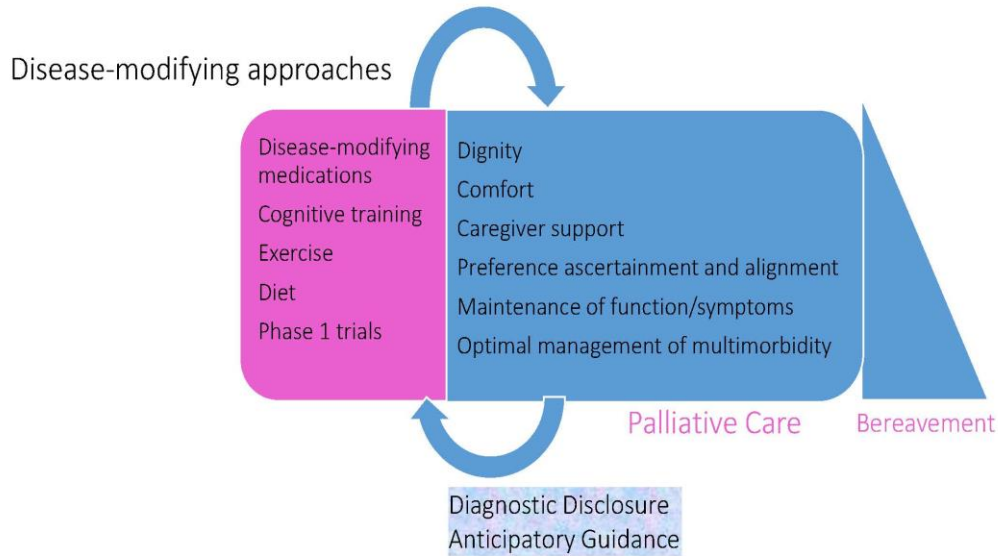 Disease-modifying approaches
Disease-modifying
medications
Cognitive training
Exercise
Diet
Phase 1 trials
Dignity
Comfort
Caregiver support
Preference ascertainment and alignment
Maintenance of function/symptoms
Optimal management of multimorbidity
Palliative Care
Bereavement
Diagnostic Disclosure
Anticipatory Guidance